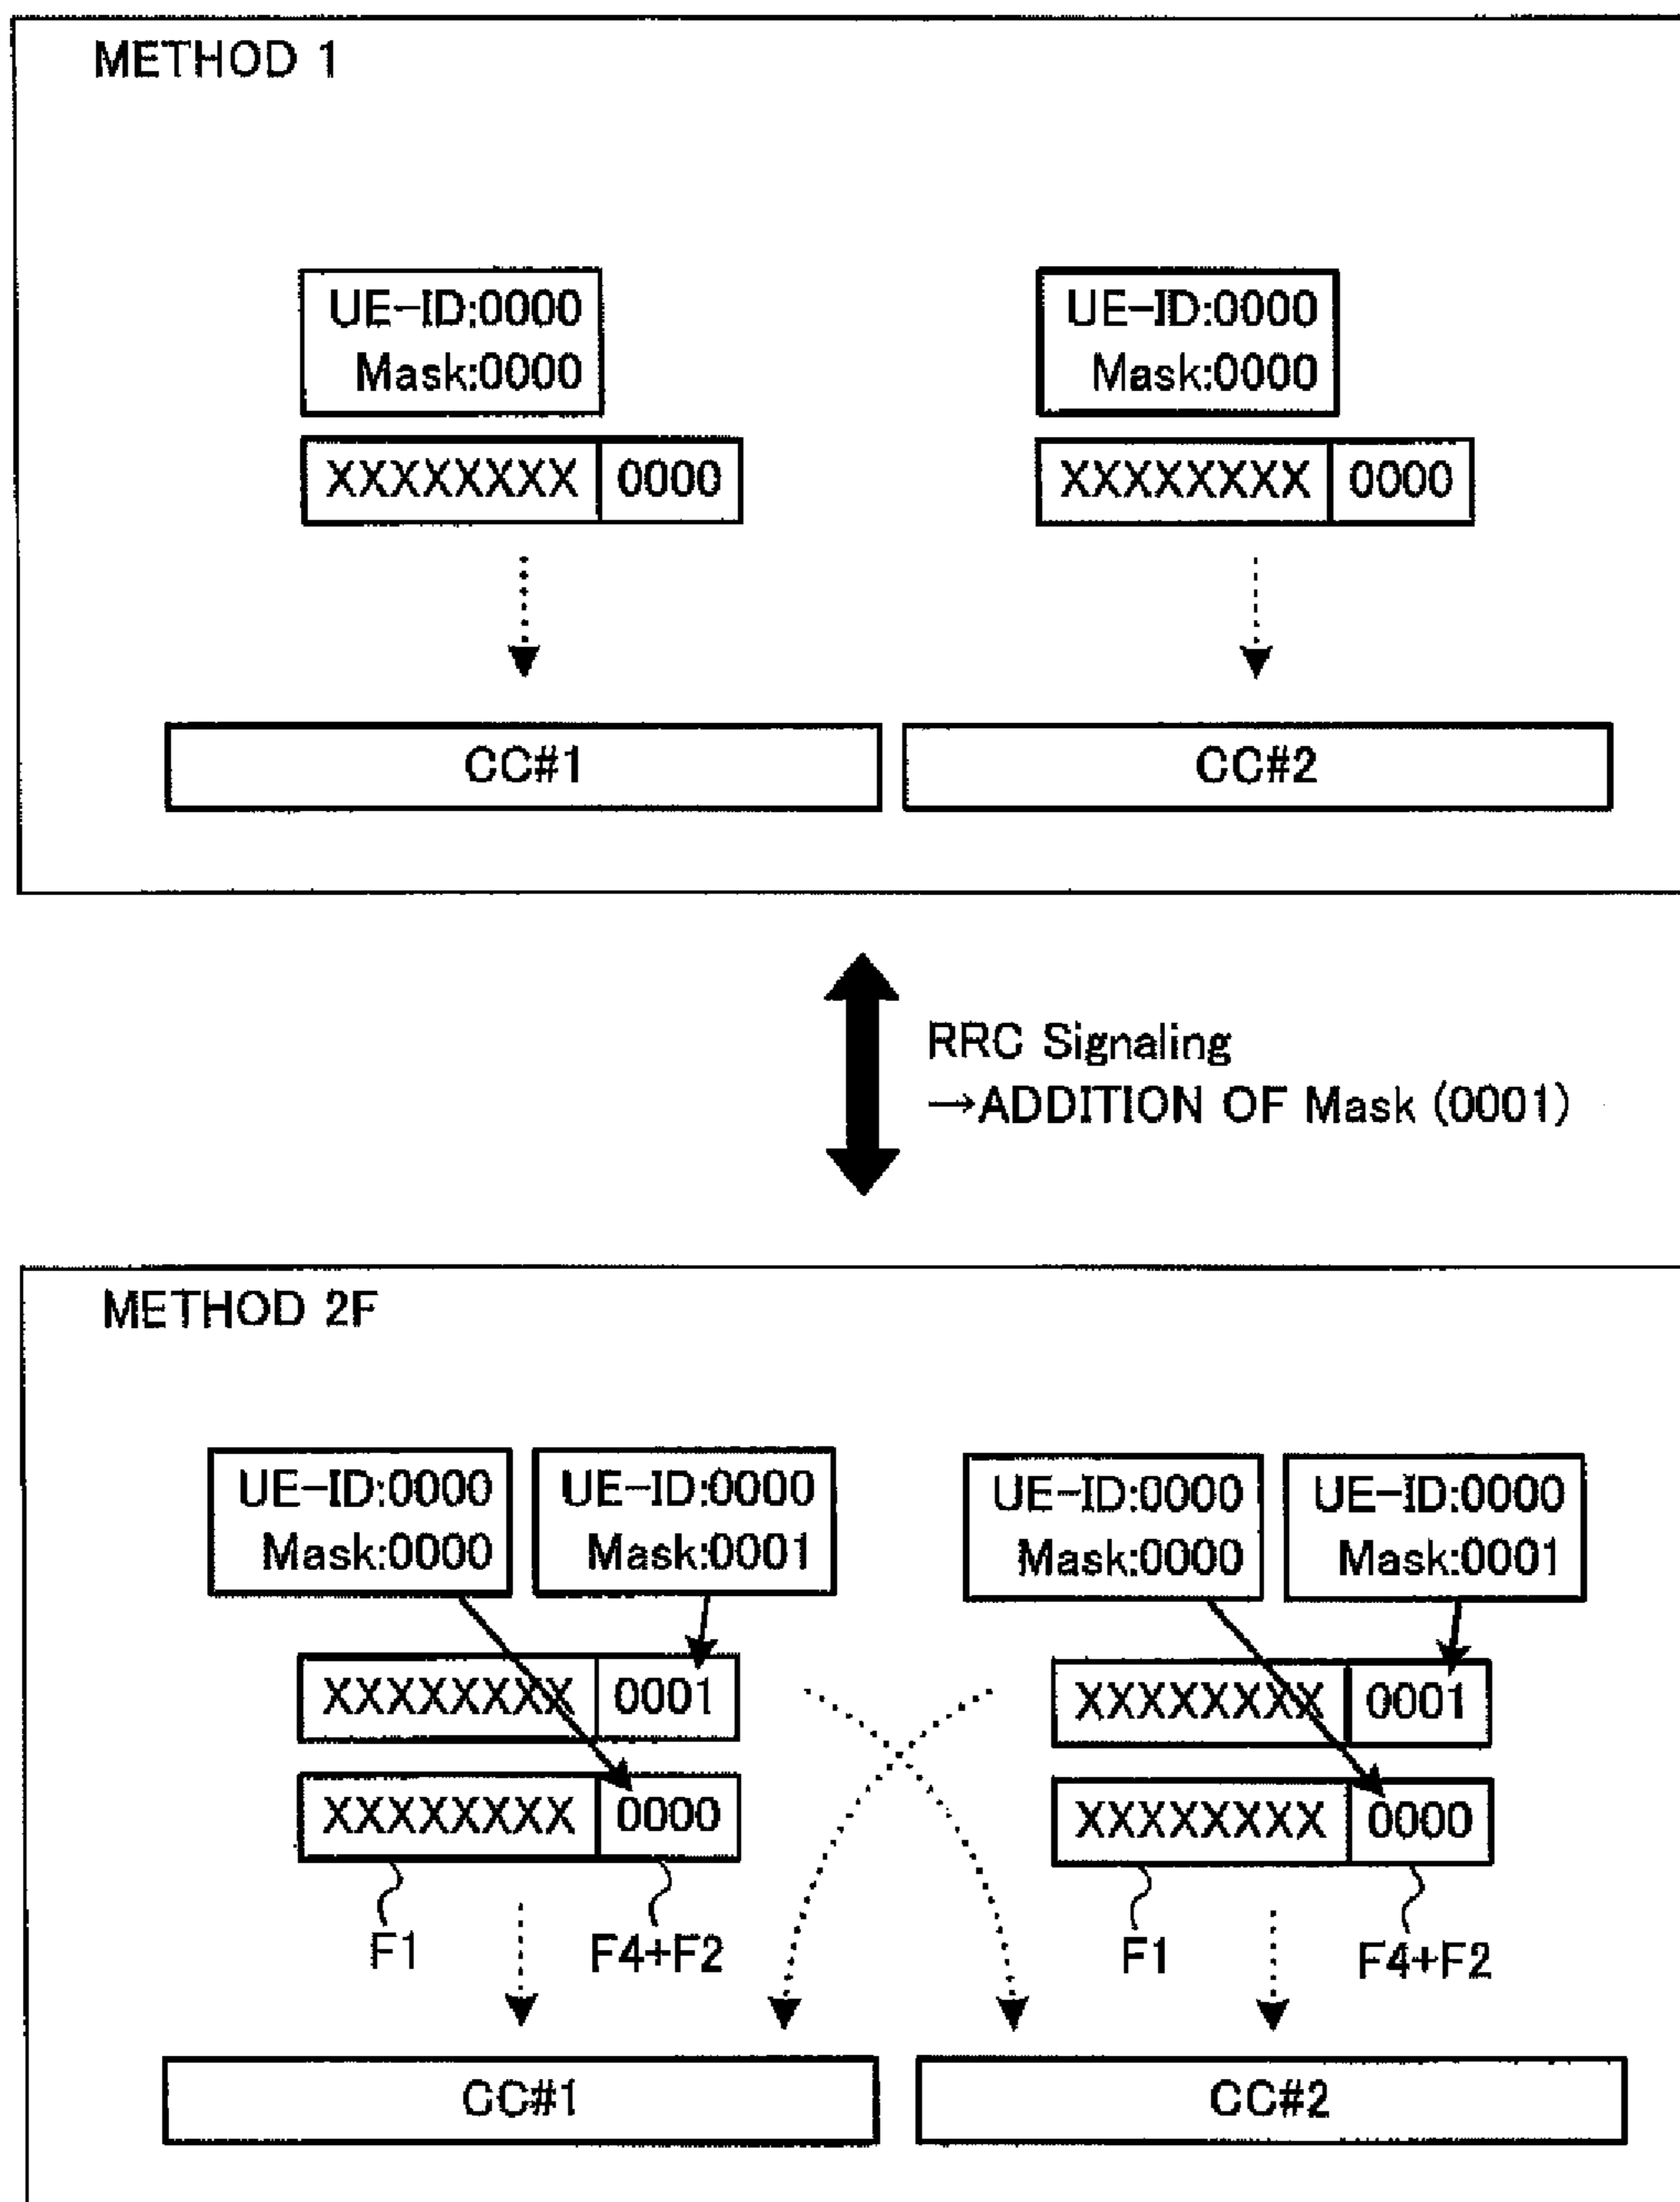 METHOD 1
UE-ID:0000
Mask:0000
UE-ID:0000
Mask:0000
XXXXXXXX 0000
XXXXXXXX 0000
CC#1
CC#2
RRC Signaling
→ADDITION OF Mask (0001)
METHOD 2F
UE-ID:0000
Mask:0000
UE-ID:0000
Mask:0001
UE-ID:0000
Mask:0000
UE-ID:0000
Mask:0001
XXXXXXXX 0001
XXXXXXXX 0001
XXXXXXXX 0000
XXXXXXXX 0000
F1
F4+F2
F1
F4+F2
CC#1
CC#2